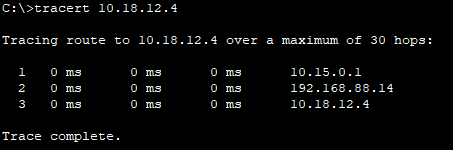 C:\>tracert 10.18.12.4
Tracing route to 10.18.12.4 over a maximum of 30 hops:
1 0 ms 0 ms 0 ms 10.15.0.1
2 0 ms 0 ms 0 ms 192.168.88.14
3 0 ms 0 ms 0 ms 10.18.12.4
Trace complete.